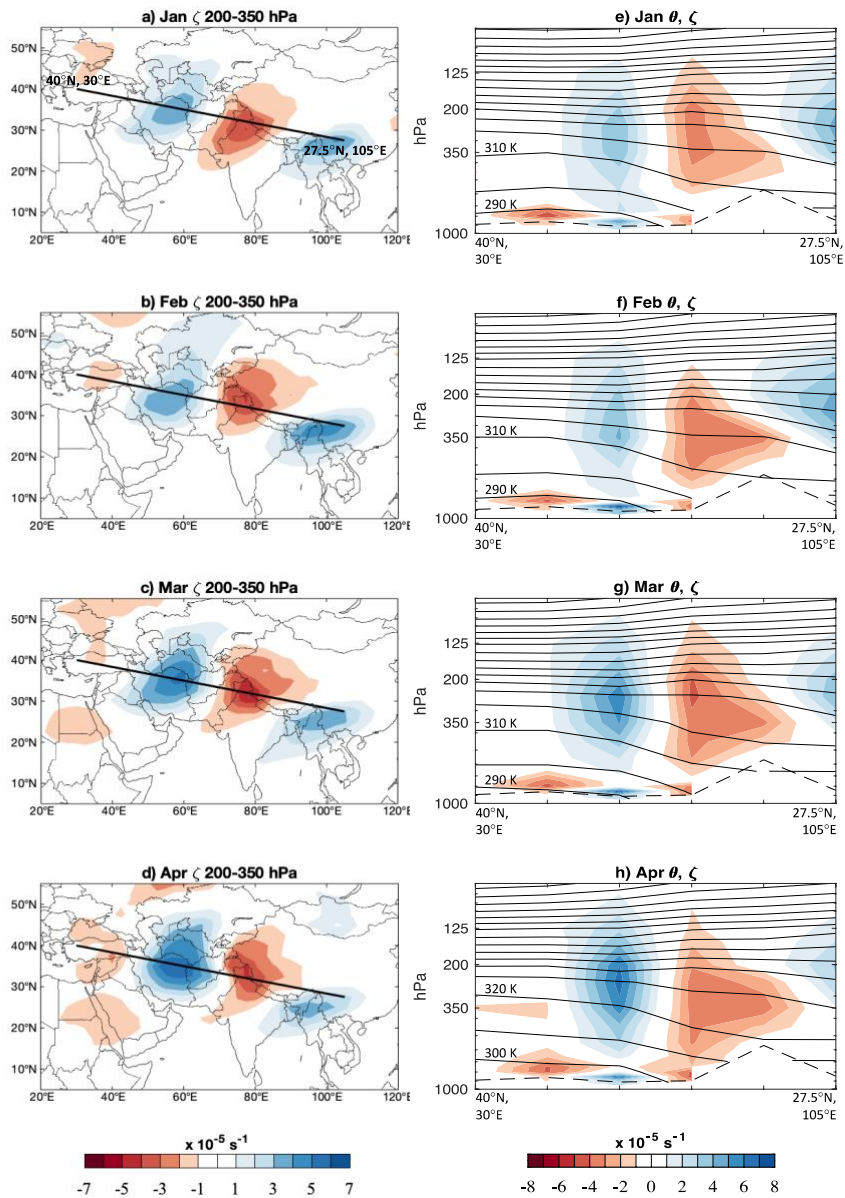 a) Jan ζ 200-350 hPa
50°N
40°N
30°N
20°N
10°N
40°N, 30°E
27.5°N, 105°E
20°E 40°E 60°E 80°E 100°E 120°E
e) Jan θ, ζ
hPa
125
200
350
1000
310 K
290 K
40°N,
30°E
27.5°N,
105°E
b) Feb ζ 200-350 hPa
50°N
40°N
30°N
20°N
10°N
20°E 40°E 60°E 80°E 100°E 120°E
f) Feb θ, ζ
hPa
125
200
350
1000
310 K
290 K
40°N,
30°E
27.5°N,
105°E
c) Mar ζ 200-350 hPa
50°N
40°N
30°N
20°N
10°N
20°E 40°E 60°E 80°E 100°E 120°E
g) Mar θ, ζ
hPa
125
200
350
1000
310 K
290 K
40°N,
30°E
27.5°N,
105°E
d) Apr ζ 200-350 hPa
50°N
40°N
30°N
20°N
10°N
20°E 40°E 60°E 80°E 100°E 120°E
h) Apr θ, ζ
hPa
125
200
350
1000
320 K
300 K
40°N,
30°E
27.5°N,
105°E
x 10⁻⁵ s⁻¹
-7 -5 -3 -1 1 3 5 7
x 10⁻⁵ s⁻¹
-8 -6 -4 -2 0 2 4 6 8